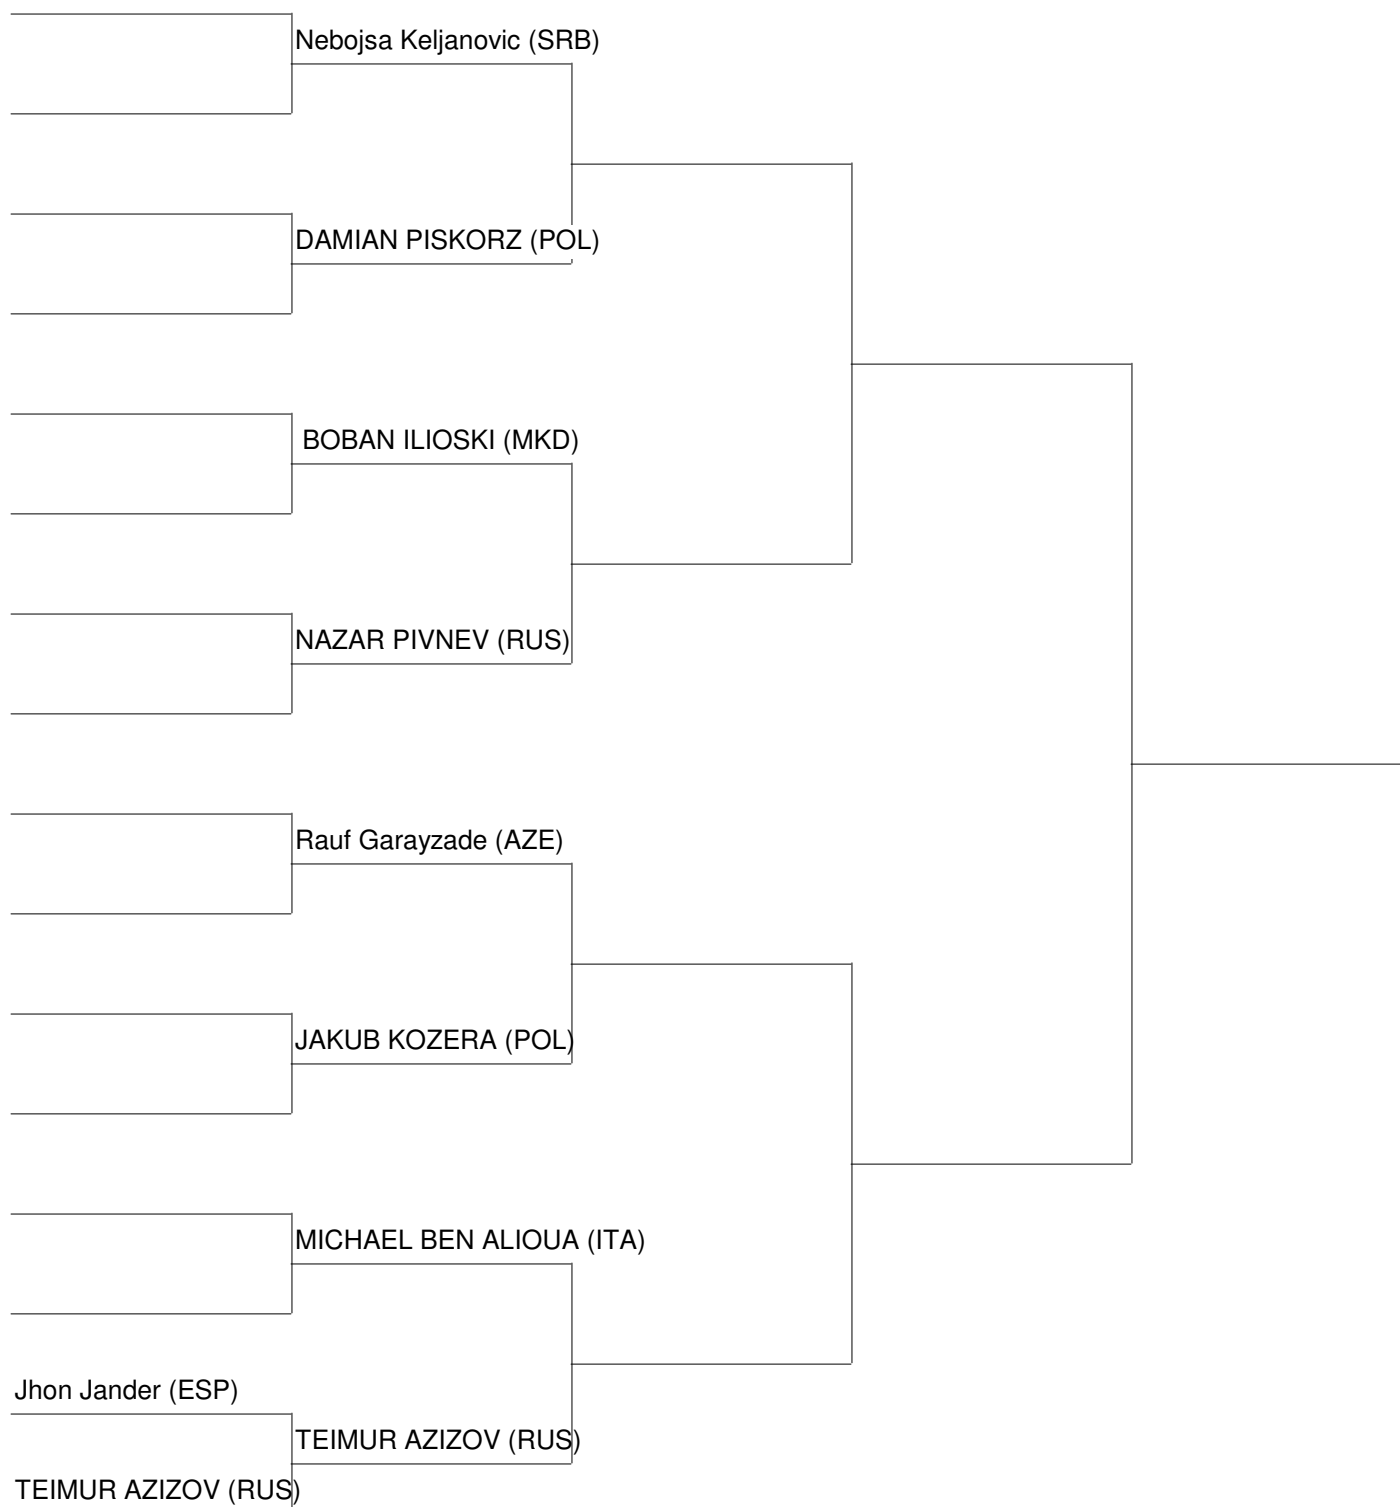 Nebojsa Keljanovic (SRB)
DAMIAN PISKORZ (POL)
BOBAN ILIOSKI (MKD)
NAZAR PIVNEV (RUS)
Rauf Garayzade (AZE)
JAKUB KOZERA (POL)
MICHAEL BEN ALIOUA (ITA)
Jhon Jander (ESP)
TEIMUR AZIZOV (RUS)
TEIMUR AZIZOV (RUS)